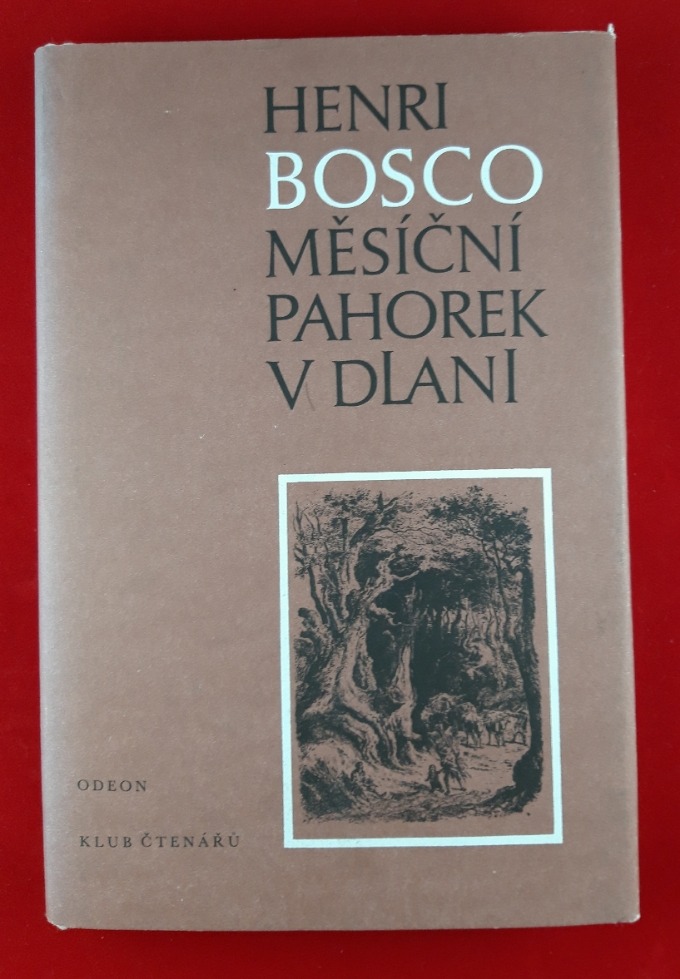 HENRI
BOSCO
MĚSÍČNÍ
PAHOREK
V DLANI
ODEON
KLUB ČTENÁŘŮ